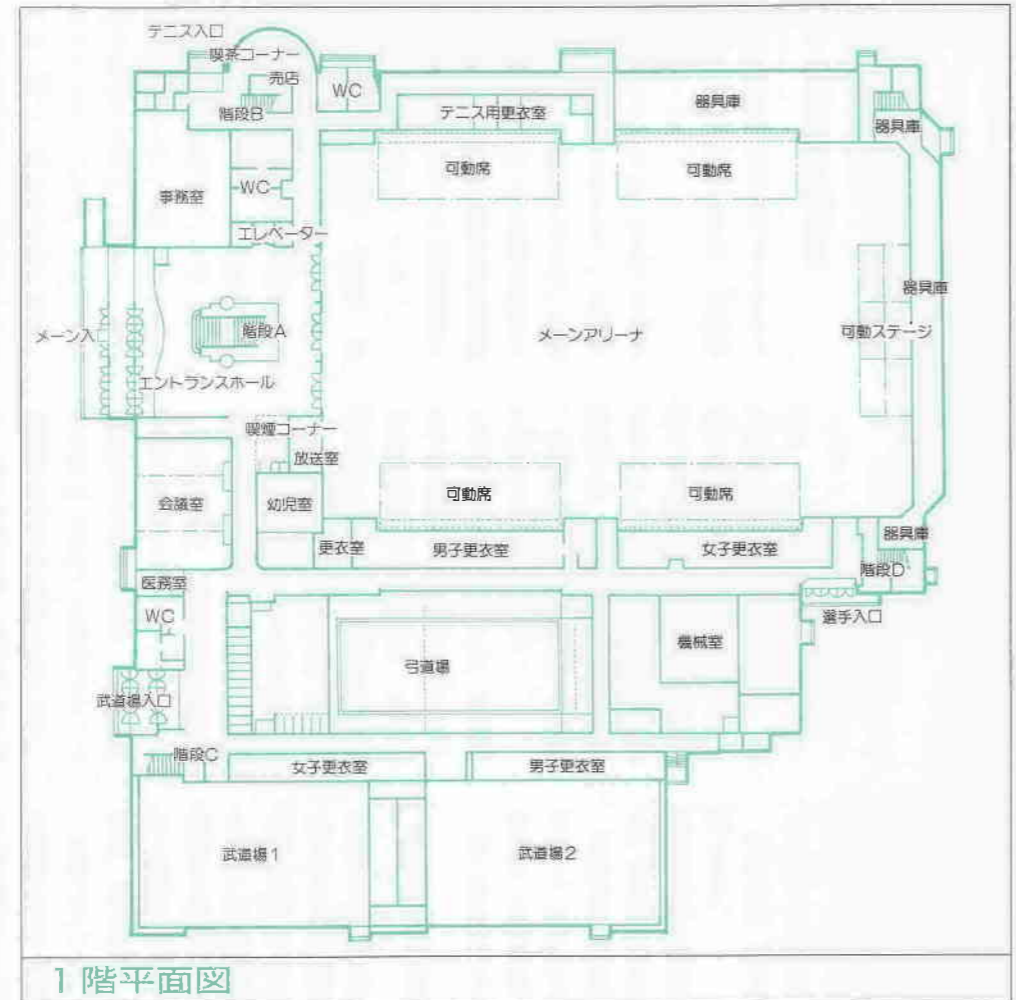 テニス入口
喫茶コーナー
売店
WC
階段B
テニス用更衣室
器具庫
器具庫
可動席
可動席
事務室
WC
エレベーター
器具庫
メーン入口
階段A
メーンアリーナ
可動ステージ
エントランスホール
喫煙コーナー
放送室
会議室
幼児室
可動席
可動席
更衣室
男子更衣室
女子更衣室
器具庫
階段D
医務室
WC
選手入口
機械室
弓道場
武道場入口
階段C
女子更衣室
男子更衣室
武道場1
武道場2
1階平面図